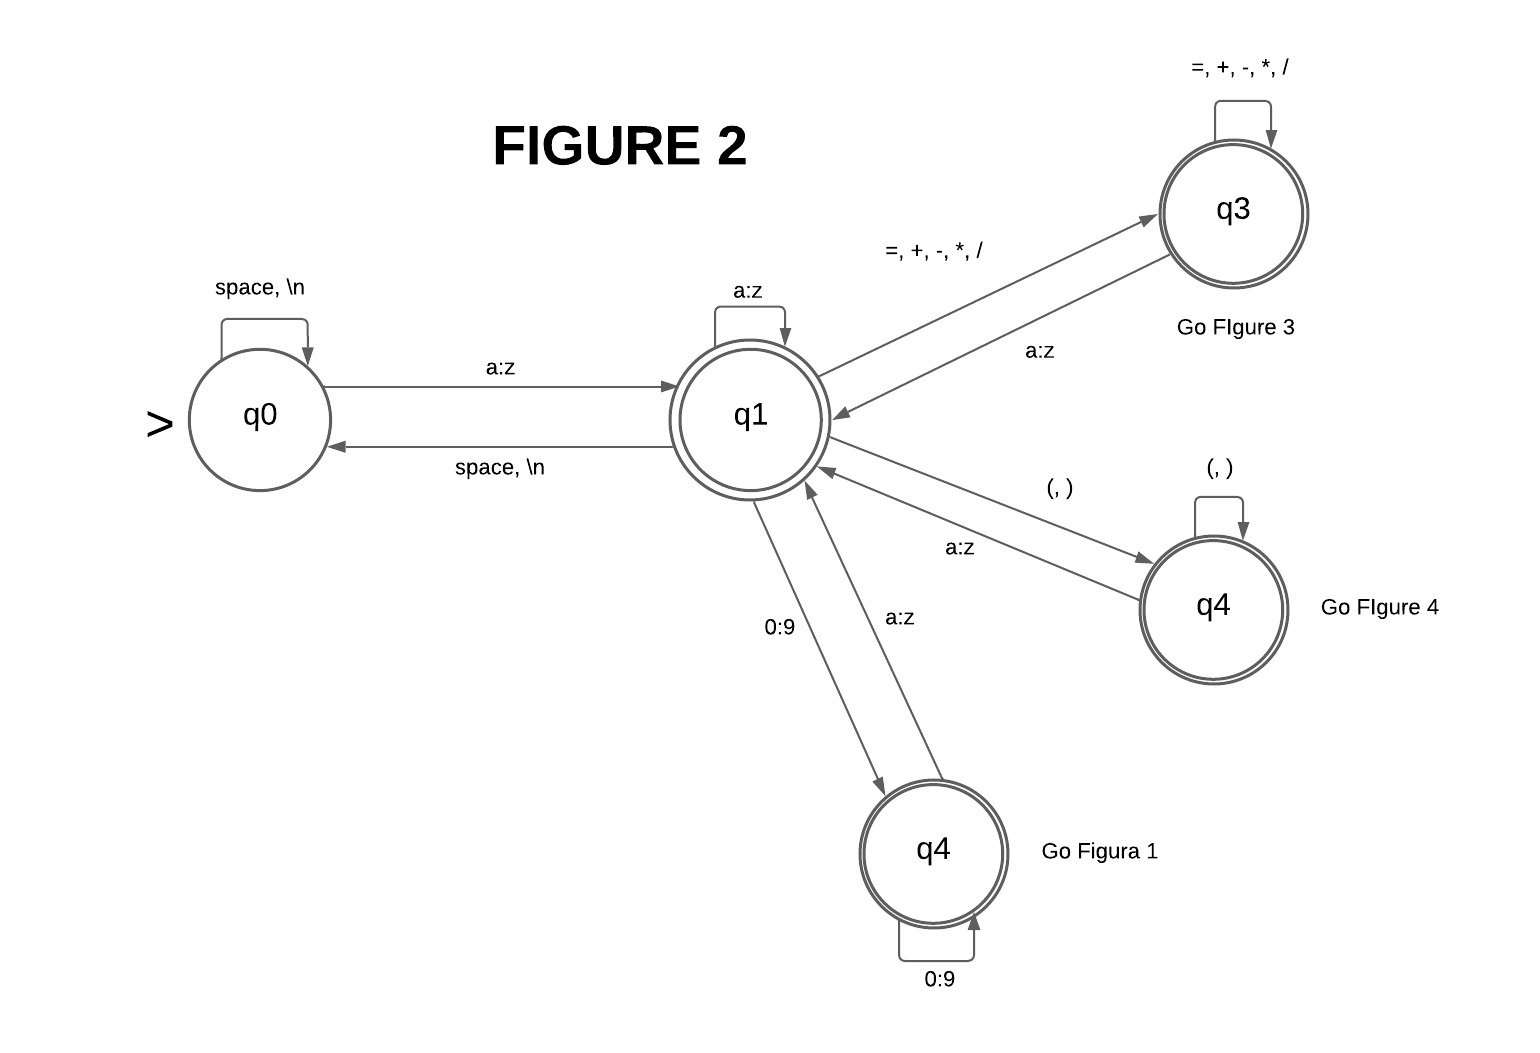 =, +, -, *, /
FIGURE 2
q3
=, +, -, *, /
space, \n
a:z
Go FIgure 3
a:z
a:z
>
q0
q1
space, \n
(, )
(, )
a:z
q4
Go FIgure 4
0:9
a:z
q4
Go Figura 1
0:9